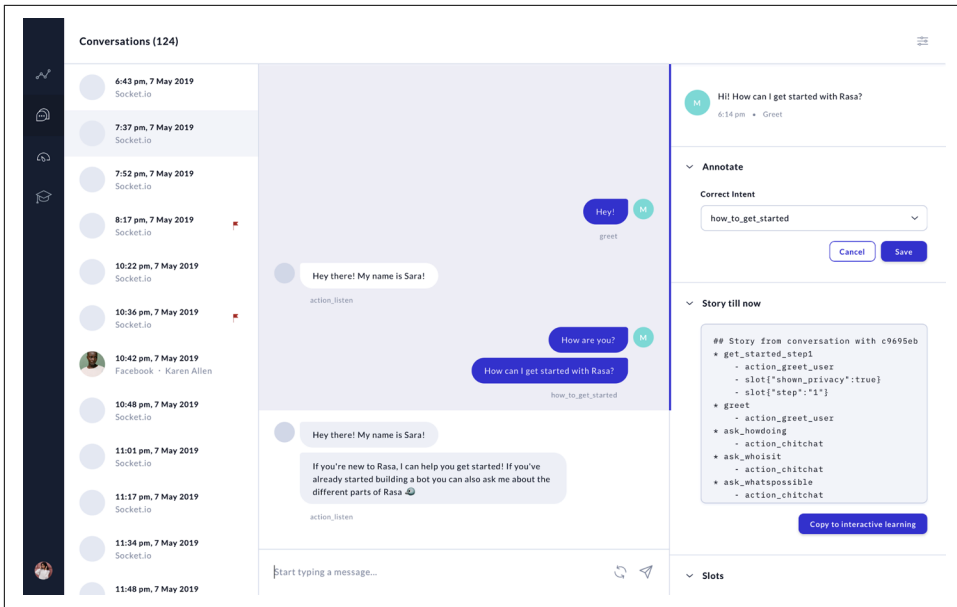 Conversations (124)
6:43 pm, 7 May 2019
Socket.io
7:37 pm, 7 May 2019
Socket.io
7:52 pm, 7 May 2019
Socket.io
8:17 pm, 7 May 2019
Socket.io
10:22 pm, 7 May 2019
Socket.io
10:36 pm, 7 May 2019
Socket.io
10:42 pm, 7 May 2019
Facebook · Karen Allen
10:48 pm, 7 May 2019
Socket.io
11:01 pm, 7 May 2019
Socket.io
11:17 pm, 7 May 2019
Socket.io
11:34 pm, 7 May 2019
Socket.io
11:48 pm, 7 May 2019
Hey!
M
greet
Hey there! My name is Sara!
action_listen
How are you?
M
How can I get started with Rasa?
how_to_get_started
Hey there! My name is Sara!
If you're new to Rasa, I can help you get started! If you've
already started building a bot you can also ask me about the
different parts of Rasa
action_listen
Start typing a message...
M
Hi! How can I get started with Rasa?
6:14 pm • Greet
Annotate
Correct Intent
how_to_get_started
Cancel
Save
Story till now
## Story from conversation with c9695eb
* get_started_step1
- action_greet_user
- slot{"shown_privacy":true}
- slot{"step":"1"}
* greet
- action_greet_user
* ask_howdoing
- action_chitchat
* ask_whoisit
- action_chitchat
* ask_whatspossible
- action_chitchat
Copy to interactive learning
Slots